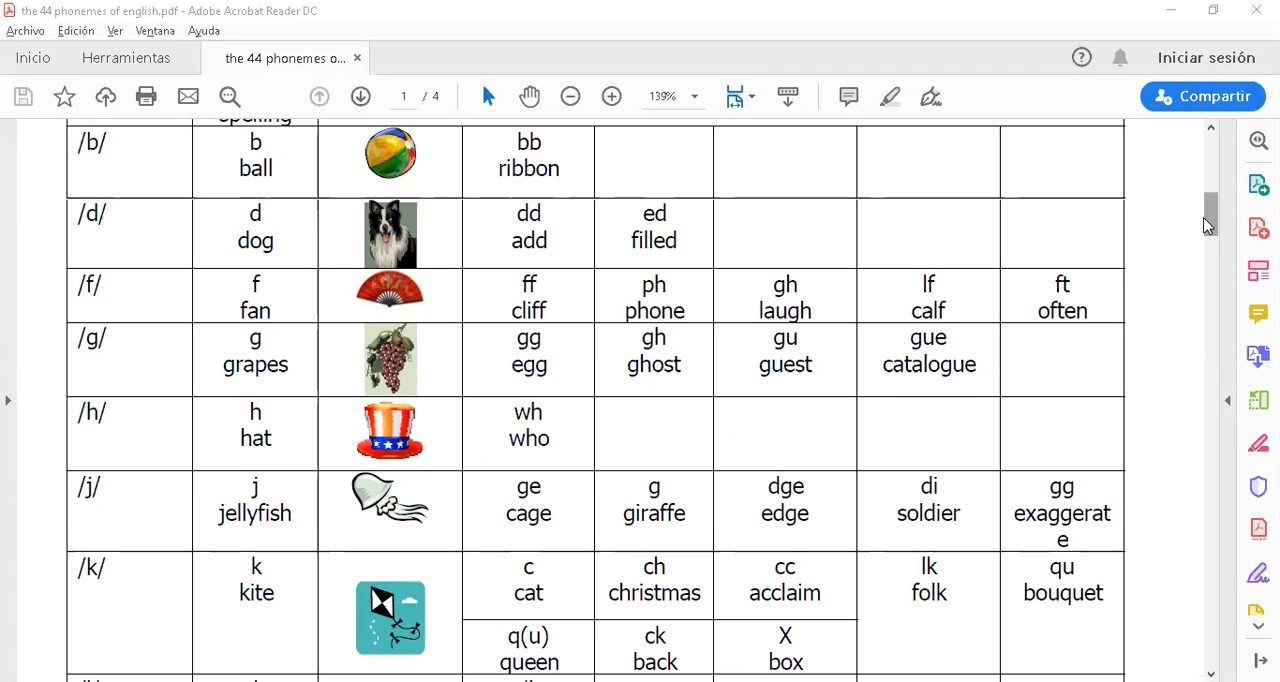 the 44 phonemes of english.pdf - Adobe Acrobat Reader DC
Archivo Edición Ver Ventana Ayuda
Inicio Herramientas the 44 phonemes o... × Iniciar sesión
1 / 4 139% Compartir
spelling
/b/ b bb
ball ribbon
/d/ d dd ed
dog add filled
/f/ f ff ph gh lf ft
fan cliff phone laugh calf often
/g/ g gg gh gu gue
grapes egg ghost guest catalogue
/h/ h wh
hat who
/j/ j ge g dge di gg
jellyfish cage giraffe edge soldier exaggerat
e
/k/ k c ch cc lk qu
kite cat christmas acclaim folk bouquet
q(u) ck X
queen back box